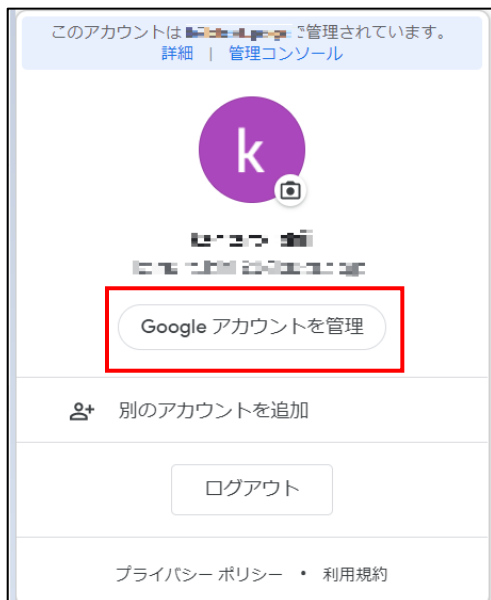 このアカウントは で管理されています。
詳細 | 管理コンソール
k
Google アカウントを管理
別のアカウントを追加
ログアウト
プライバシー ポリシー • 利用規約